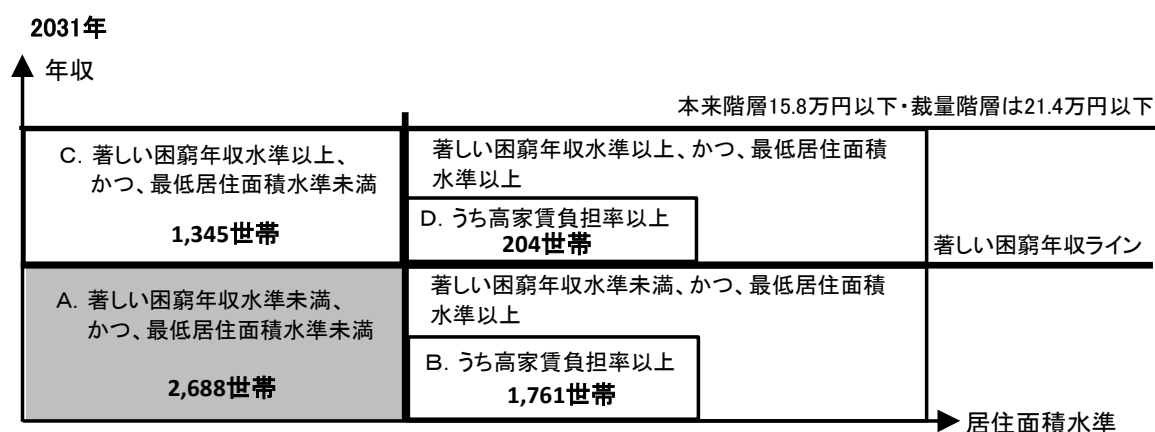 2031年
年収
本来階層15.8万円以下・裁量階層は21.4万円以下
C. 著しい困窮年収水準以上、
かつ、最低居住面積水準未満
1,345世帯
著しい困窮年収水準以上、かつ、最低居住面積
水準以上
D. うち高家賃負担率以上
204世帯
著しい困窮年収ライン
A. 著しい困窮年収水準未満、
かつ、最低居住面積水準未満
2,688世帯
著しい困窮年収水準未満、かつ、最低居住面積
水準以上
B. うち高家賃負担率以上
1,761世帯
居住面積水準